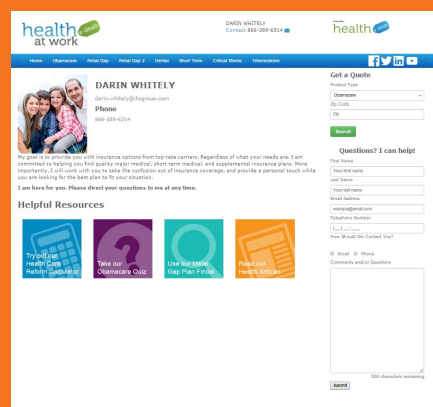 health
e deals
at work
DARIN WHITELY
Contact 866-389-6514
health
Home Obamacare Metal Gap Metal Gap 2 Dental Short Term Critical Illness Telemedicine
DARIN WHITELY
darin.whitely@ihcgroup.com
Phone
866-389-6514
My goal is to provide you with insurance options from top-rate carriers. Regardless of what your needs are, I am
committed to helping you find quality major medical, short term medical, and supplemental insurance plans. More
importantly, I will work with you to take the confusion out of insurance coverage, and provide a personal touch while
you are looking for the best plan to fit your situation.
I am here for you. Please direct your questions to me at any time.
Helpful Resources
Try out our
Health Care
Reform Calculator
Take our
Obamacare Quiz
Use our Metal
Gap Plan Finder
Read our
Health Articles
Get a Quote
Product Type
Obamacare
Zip Code
Zip
Search
Questions? I can help!
First Name
Your first name
Last Name
Your last name
Email Address
example@email.com
Telephone Number
(___)___-____
How Should We Contact You?
Email Phone
Comments and/or Questions
500 characters remaining
Submit